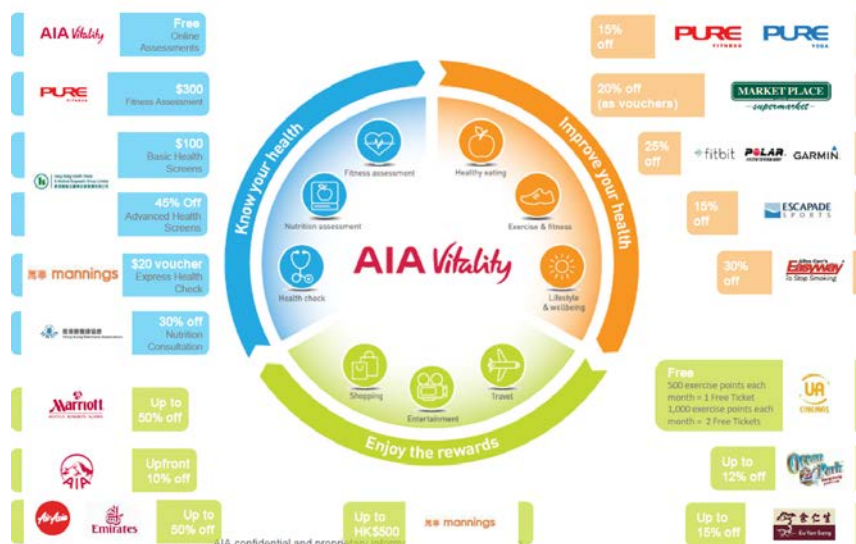 AIA Vitality
Free
Online
Assessments
PURE
FITNESS
$300
Fitness Assessment
$100
Basic Health
Screens
45% Off
Advanced Health
Screens
萬寧 mannings
$20 voucher
Express Health
Check
30% off
Nutrition
Consultation
Marriott
Up to
50% off
AIA
Upfront
10% off
AirAsia
Emirates
Up to
50% off
Know your health
Fitness assessment
Nutrition assessment
Health check
Improve your health
Healthy eating
Exercise & fitness
Lifestyle
& wellbeing
AIA Vitality
Shopping
Entertainment
Travel
Enjoy the rewards
Up to
HK$500
萬寧 mannings
AIA confidential and proprietary
15%
off
PURE
FITNESS
PURE
YOGA
20% off
(as vouchers)
MARKET PLACE
supermarket
25%
off
fitbit
POLAR
GARMIN
15%
off
ESCAPADE
SPORTS
30%
off
Allen Carr's
Easyway
To Stop Smoking
Free
500 exercise points each
month = 1 Free Ticket
1,000 exercise points each
month = 2 Free Tickets
UA
CINEMAS
Up to
12% off
Ocean
Park
Up to
15% off
余仁生
Eu Yan Sang